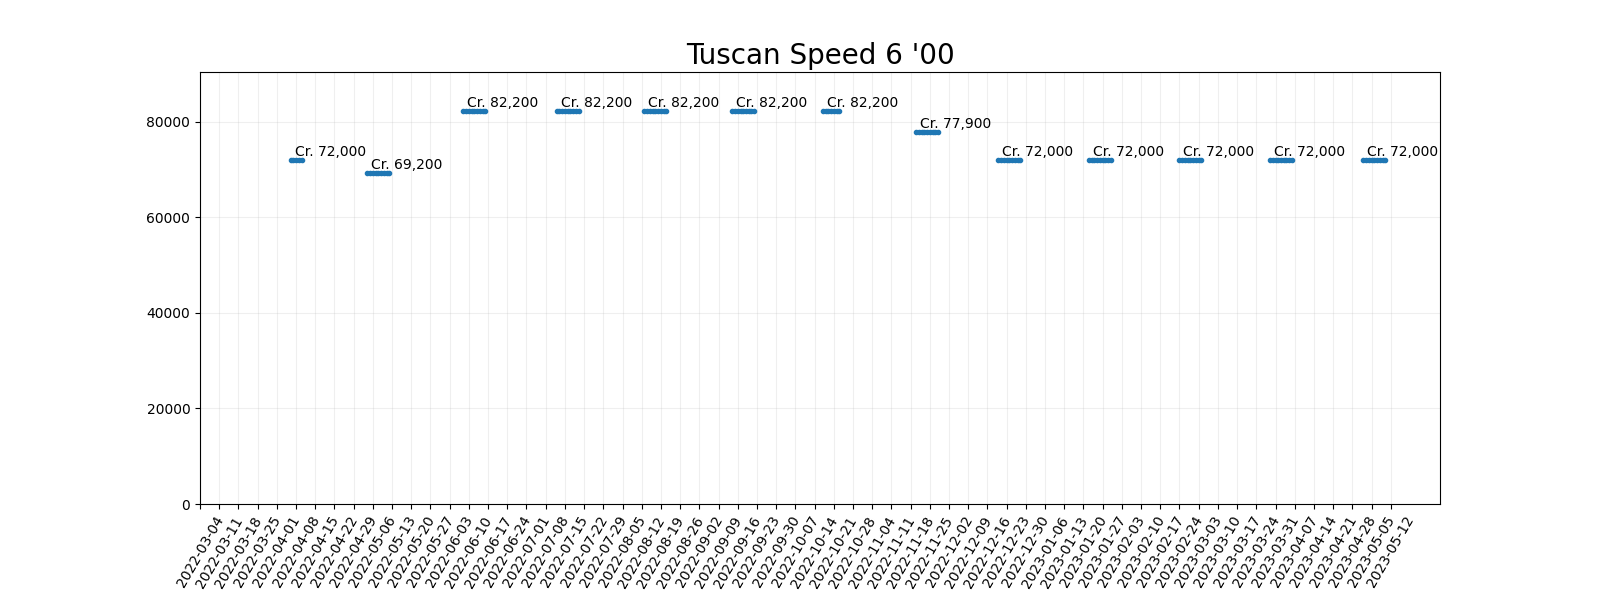 Tuscan Speed 6 '00
Cr. 82,200 Cr. 82,200 Cr. 82,200 Cr. 82,200 Cr. 82,200
80000
Cr. 77,900
Cr. 72,000 Cr. 72,000 Cr. 72,000 Cr. 72,000 Cr. 72,000 Cr. 72,000
Cr. 69,200
60000
40000
20000
0
2022-03-04 2022-03-11 2022-03-18 2022-03-25 2022-04-01 2022-04-08 2022-04-15 2022-04-22 2022-04-29 2022-05-06 2022-05-13 2022-05-20 2022-05-27 2022-06-03 2022-06-10 2022-06-17 2022-06-24 2022-07-01 2022-07-08 2022-07-15 2022-07-22 2022-07-29 2022-08-05 2022-08-12 2022-08-19 2022-08-26 2022-09-02 2022-09-09 2022-09-16 2022-09-23 2022-09-30 2022-10-07 2022-10-14 2022-10-21 2022-10-28 2022-11-04 2022-11-11 2022-11-18 2022-11-25 2022-12-02 2022-12-09 2022-12-16 2022-12-23 2022-12-30 2023-01-06 2023-01-13 2023-01-20 2023-01-27 2023-02-03 2023-02-10 2023-02-17 2023-02-24 2023-03-03 2023-03-10 2023-03-17 2023-03-24 2023-03-31 2023-04-07 2023-04-14 2023-04-21 2023-04-28 2023-05-05 2023-05-12